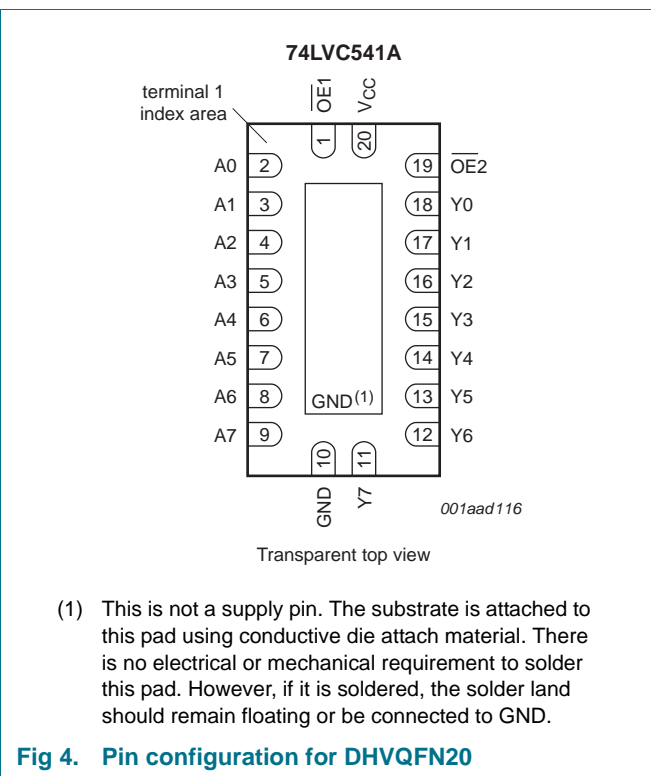 74LVC541A
terminal 1
index area
OE1
VCC
1
20
A0 2 19 OE2
A1 3 18 Y0
A2 4 17 Y1
A3 5 16 Y2
A4 6 15 Y3
A5 7 14 Y4
A6 8 13 Y5
GND(1)
A7 9 12 Y6
10
11
GND
Y7
001aad116
Transparent top view
(1) This is not a supply pin. The substrate is attached to
this pad using conductive die attach material. There
is no electrical or mechanical requirement to solder
this pad. However, if it is soldered, the solder land
should remain floating or be connected to GND.
Fig 4. Pin configuration for DHVQFN20